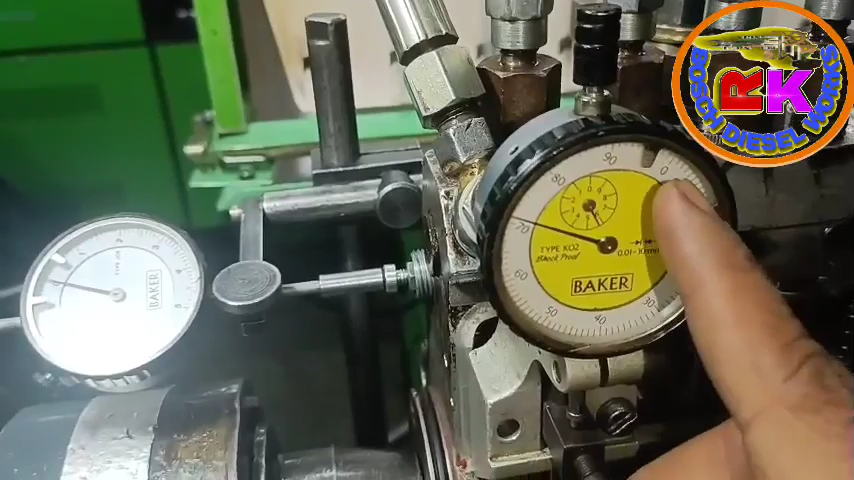 RK
BOSCH DIESEL WORKS
90
0
80
70
60
50
40
TYPE KO2
Shock Proof
0.01-10mm
BAKER
BAKER